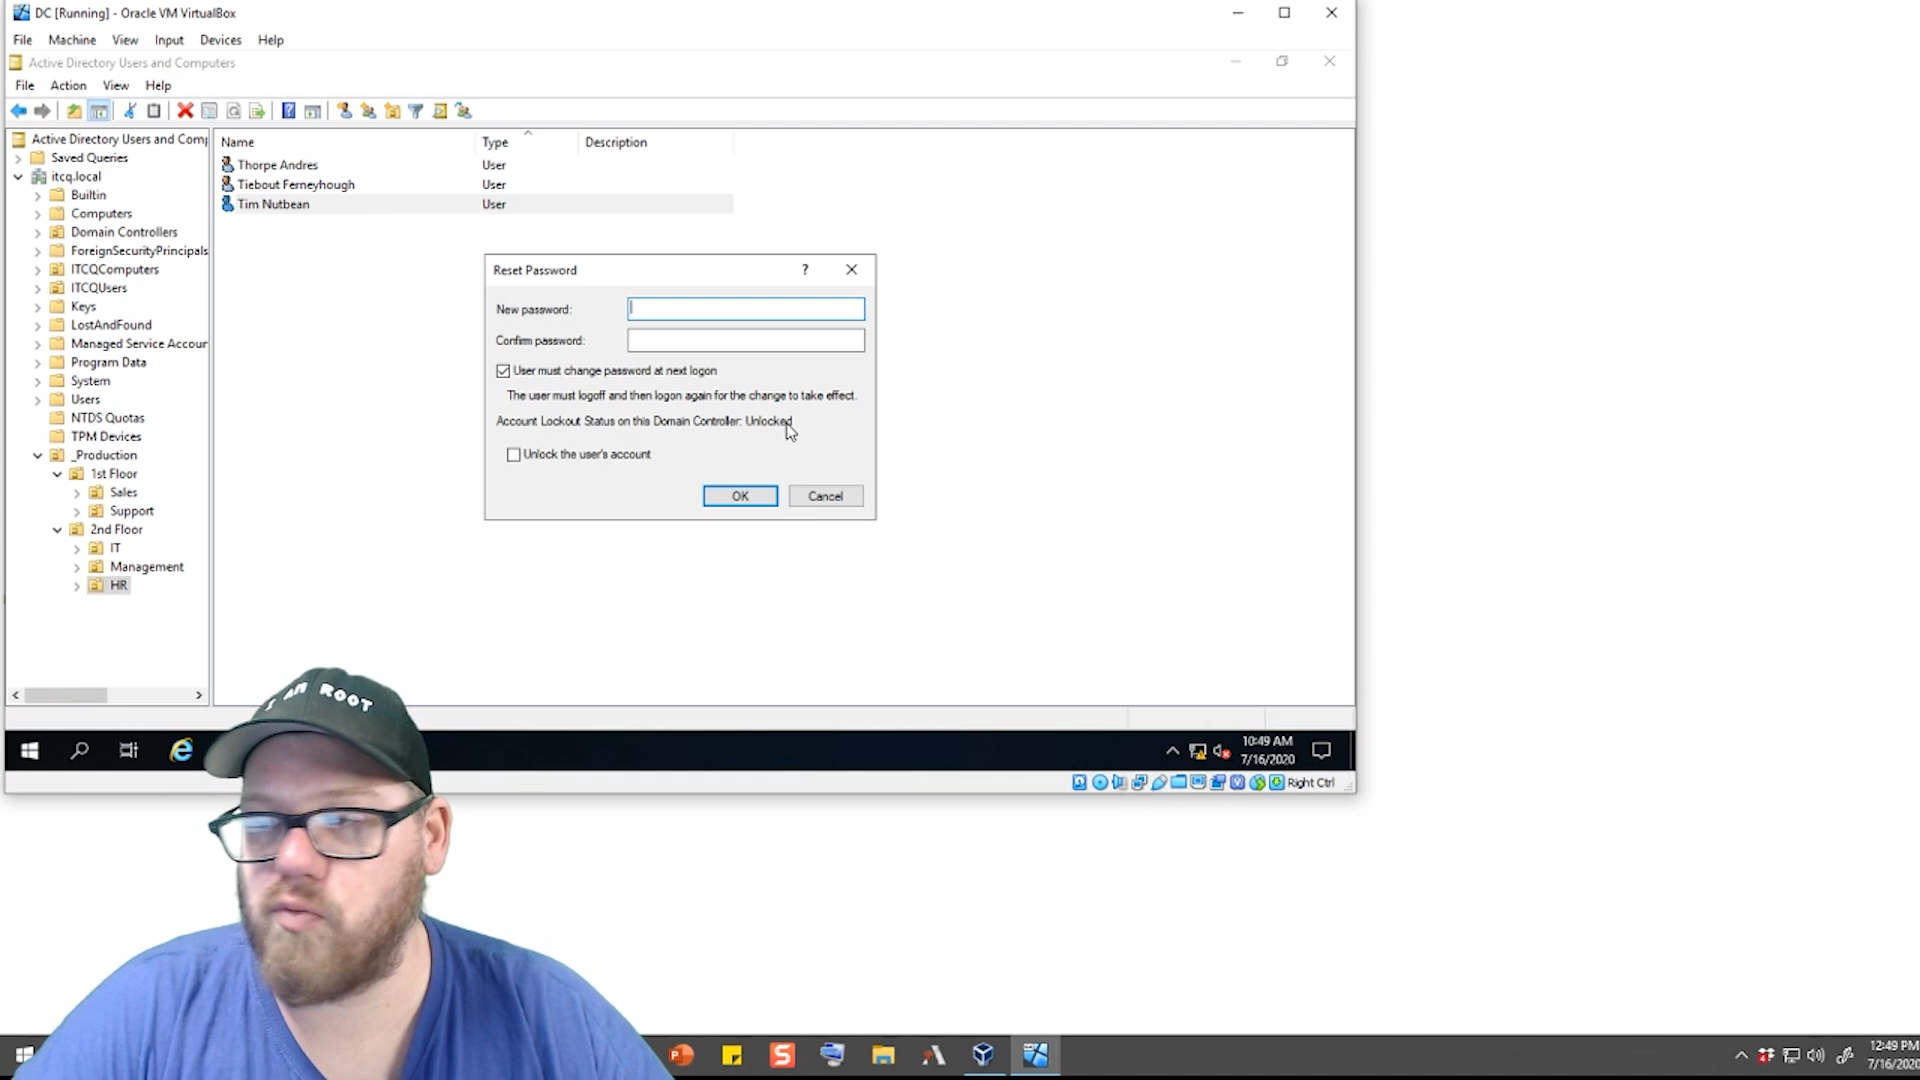 DC [Running] - Oracle VM VirtualBox
File Machine View Input Devices Help
Active Directory Users and Computers
File Action View Help
Active Directory Users and Comp
Saved Queries
itcq.local
Builtin
Computers
Domain Controllers
ForeignSecurityPrincipals
ITCQComputers
ITCQUsers
Keys
LostAndFound
Managed Service Accour
Program Data
System
Users
NTDS Quotas
TPM Devices
_Production
1st Floor
Sales
Support
2nd Floor
IT
Management
HR
Name Type Description
Thorpe Andres User
Tiebout Ferneyhough User
Tim Nutbean User
Reset Password
New password:
Confirm password:
User must change password at next logon
The user must logoff and then logon again for the change to take effect.
Account Lockout Status on this Domain Controller: Unlocked
Unlock the user's account
OK Cancel
10:49 AM
7/16/2020
Right Ctrl
I AM ROOT
12:49 PM
7/16/2020